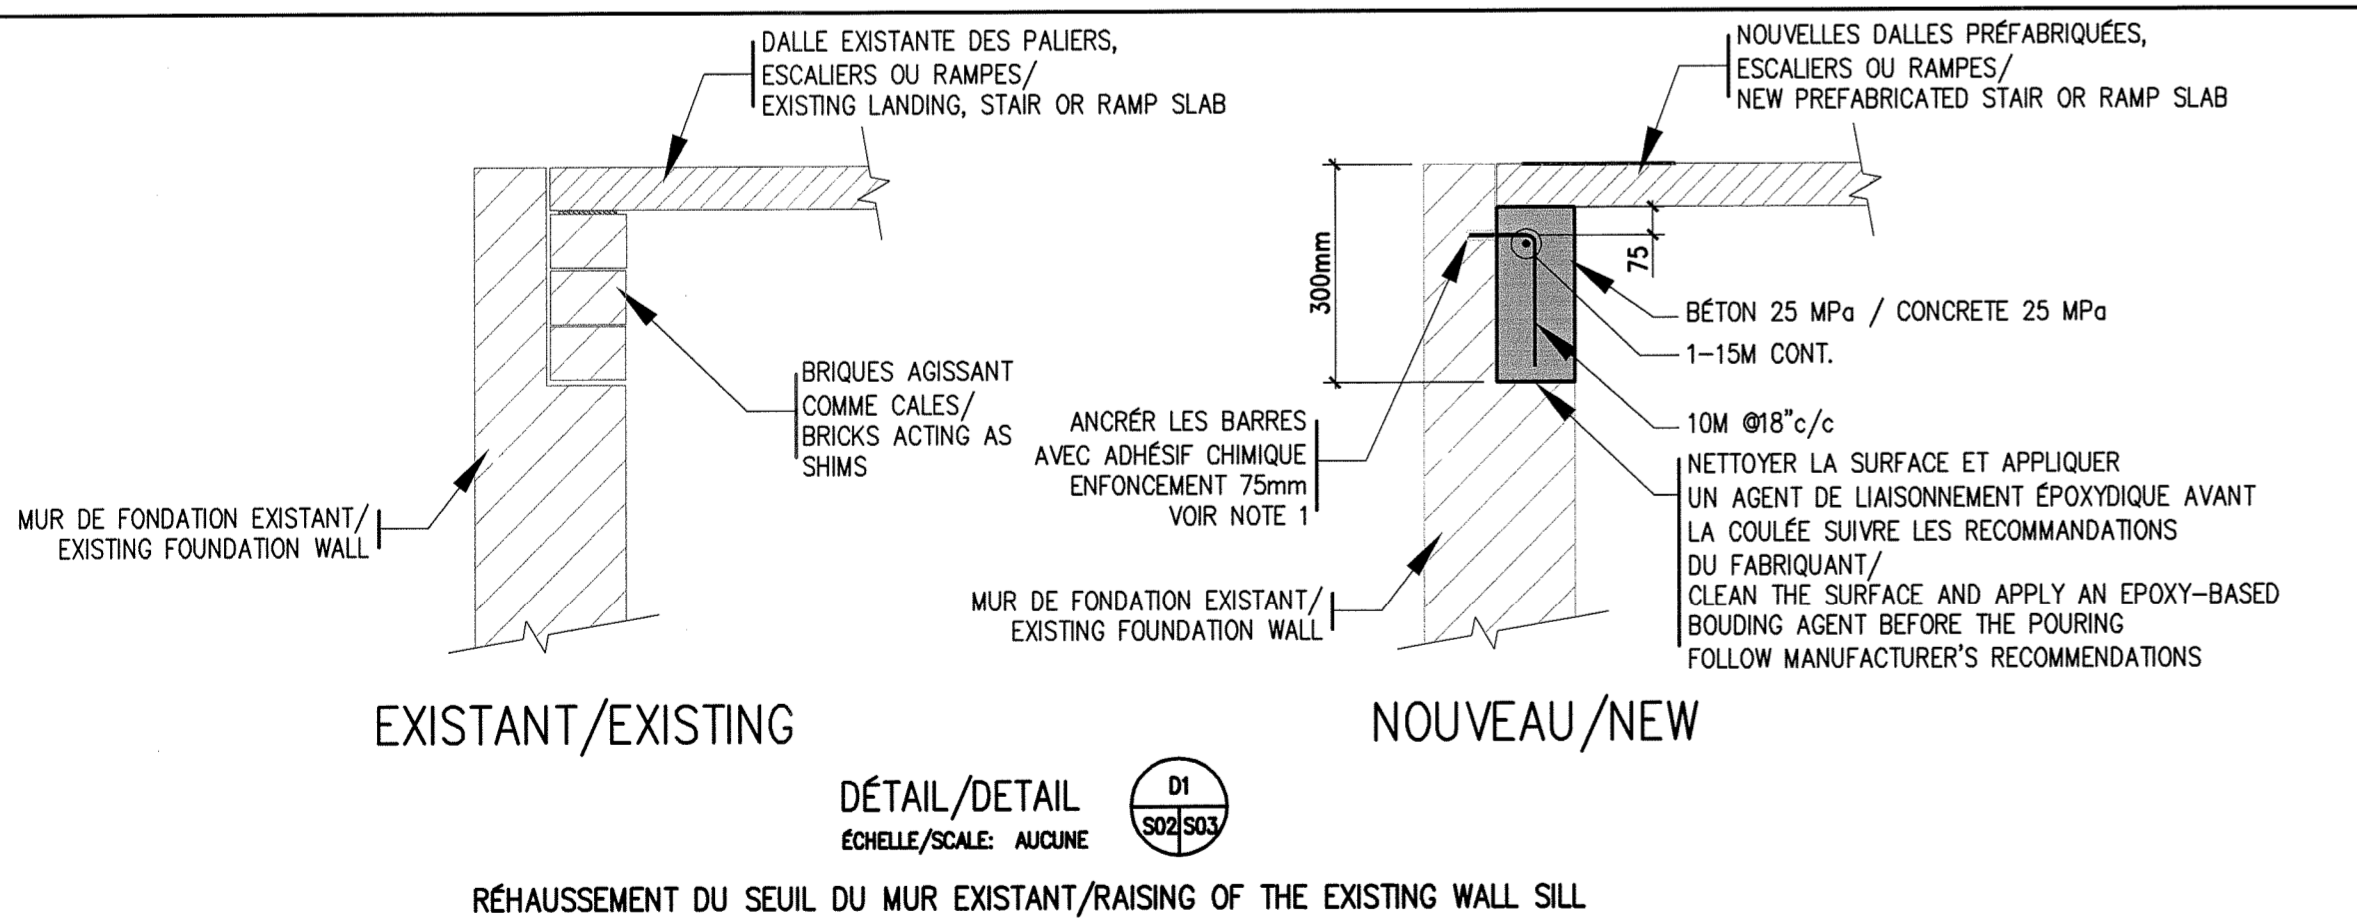 DALLE EXISTANTE DES PALIERS,
ESCALIERS OU RAMPES/
EXISTING LANDING, STAIR OR RAMP SLAB
BRIQUES AGISSANT
COMME CALES/
BRICKS ACTING AS
SHIMS
MUR DE FONDATION EXISTANT/
EXISTING FOUNDATION WALL
EXISTANT/EXISTING
NOUVELLES DALLES PRÉFABRIQUÉES,
ESCALIERS OU RAMPES/
NEW PREFABRICATED STAIR OR RAMP SLAB
300mm
75
BÉTON 25 MPa / CONCRETE 25 MPa
1-15M CONT.
10M @18"c/c
ANCRÉR LES BARRES
AVEC ADHÉSIF CHIMIQUE
ENFONCEMENT 75mm
VOIR NOTE 1
NETTOYER LA SURFACE ET APPLIQUER
UN AGENT DE LIAISONNEMENT ÉPOXYDIQUE AVANT
LA COULÉE SUIVRE LES RECOMMANDATIONS
DU FABRIQUANT/
CLEAN THE SURFACE AND APPLY AN EPOXY-BASED
BOUDING AGENT BEFORE THE POURING
FOLLOW MANUFACTURER'S RECOMMENDATIONS
MUR DE FONDATION EXISTANT/
EXISTING FOUNDATION WALL
NOUVEAU/NEW
DÉTAIL/DETAIL
ÉCHELLE/SCALE: AUCUNE
D1
S02 S03
RÉHAUSSEMENT DU SEUIL DU MUR EXISTANT/RAISING OF THE EXISTING WALL SILL